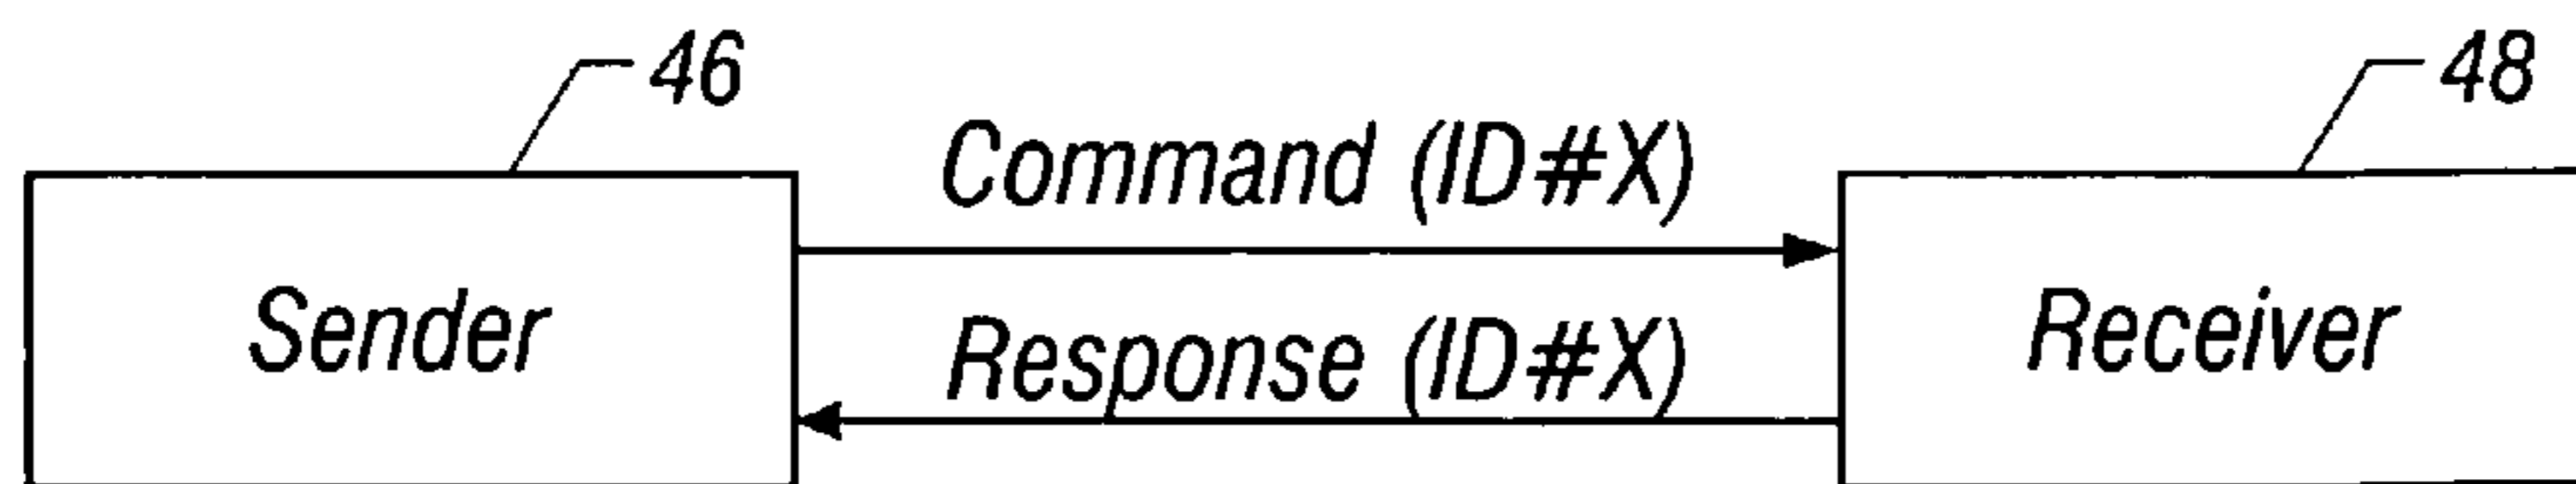 46
48
Command (ID#X)
Sender
Receiver
Response (ID#X)